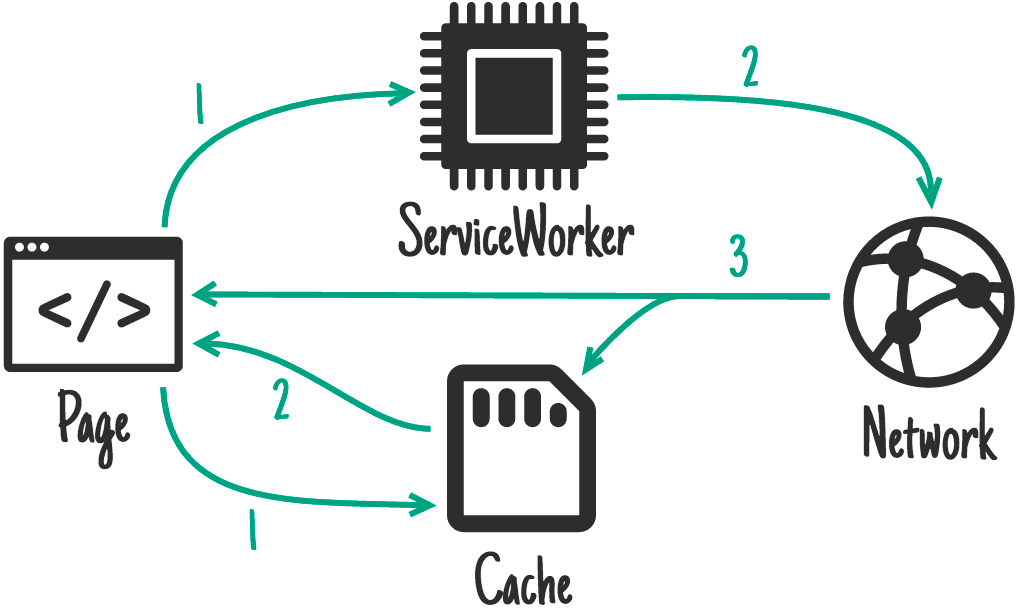 1
2
ServiceWorker
3
</>
2
Page
Network
1
Cache